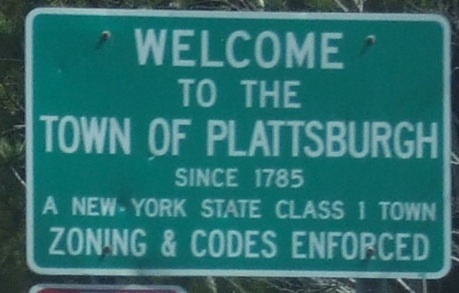 WELCOME
TO THE
TOWN OF PLATTSBURGH
SINCE 1785
A NEW-YORK STATE CLASS 1 TOWN
ZONING & CODES ENFORCED